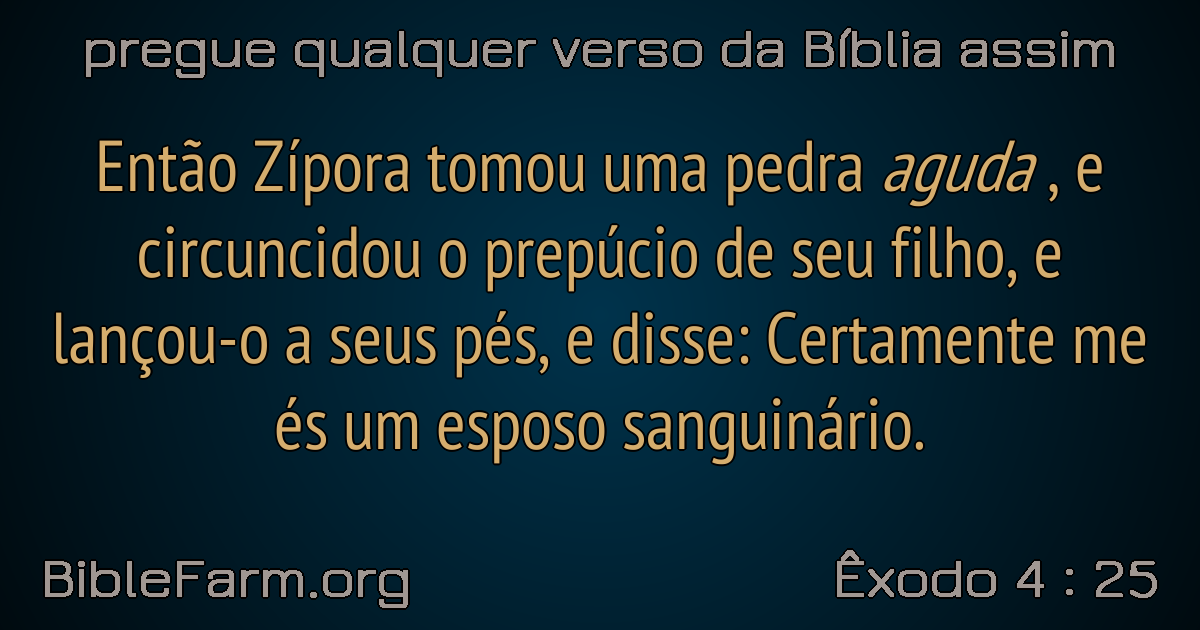 pregue qualquer verso da Bíblia assim
Então Zípora tomou uma pedra aguda , e
circuncidou o prepúcio de seu filho, e
lançou-o a seus pés, e disse: Certamente me
és um esposo sanguinário.
BibleFarm.org
Êxodo 4 : 25